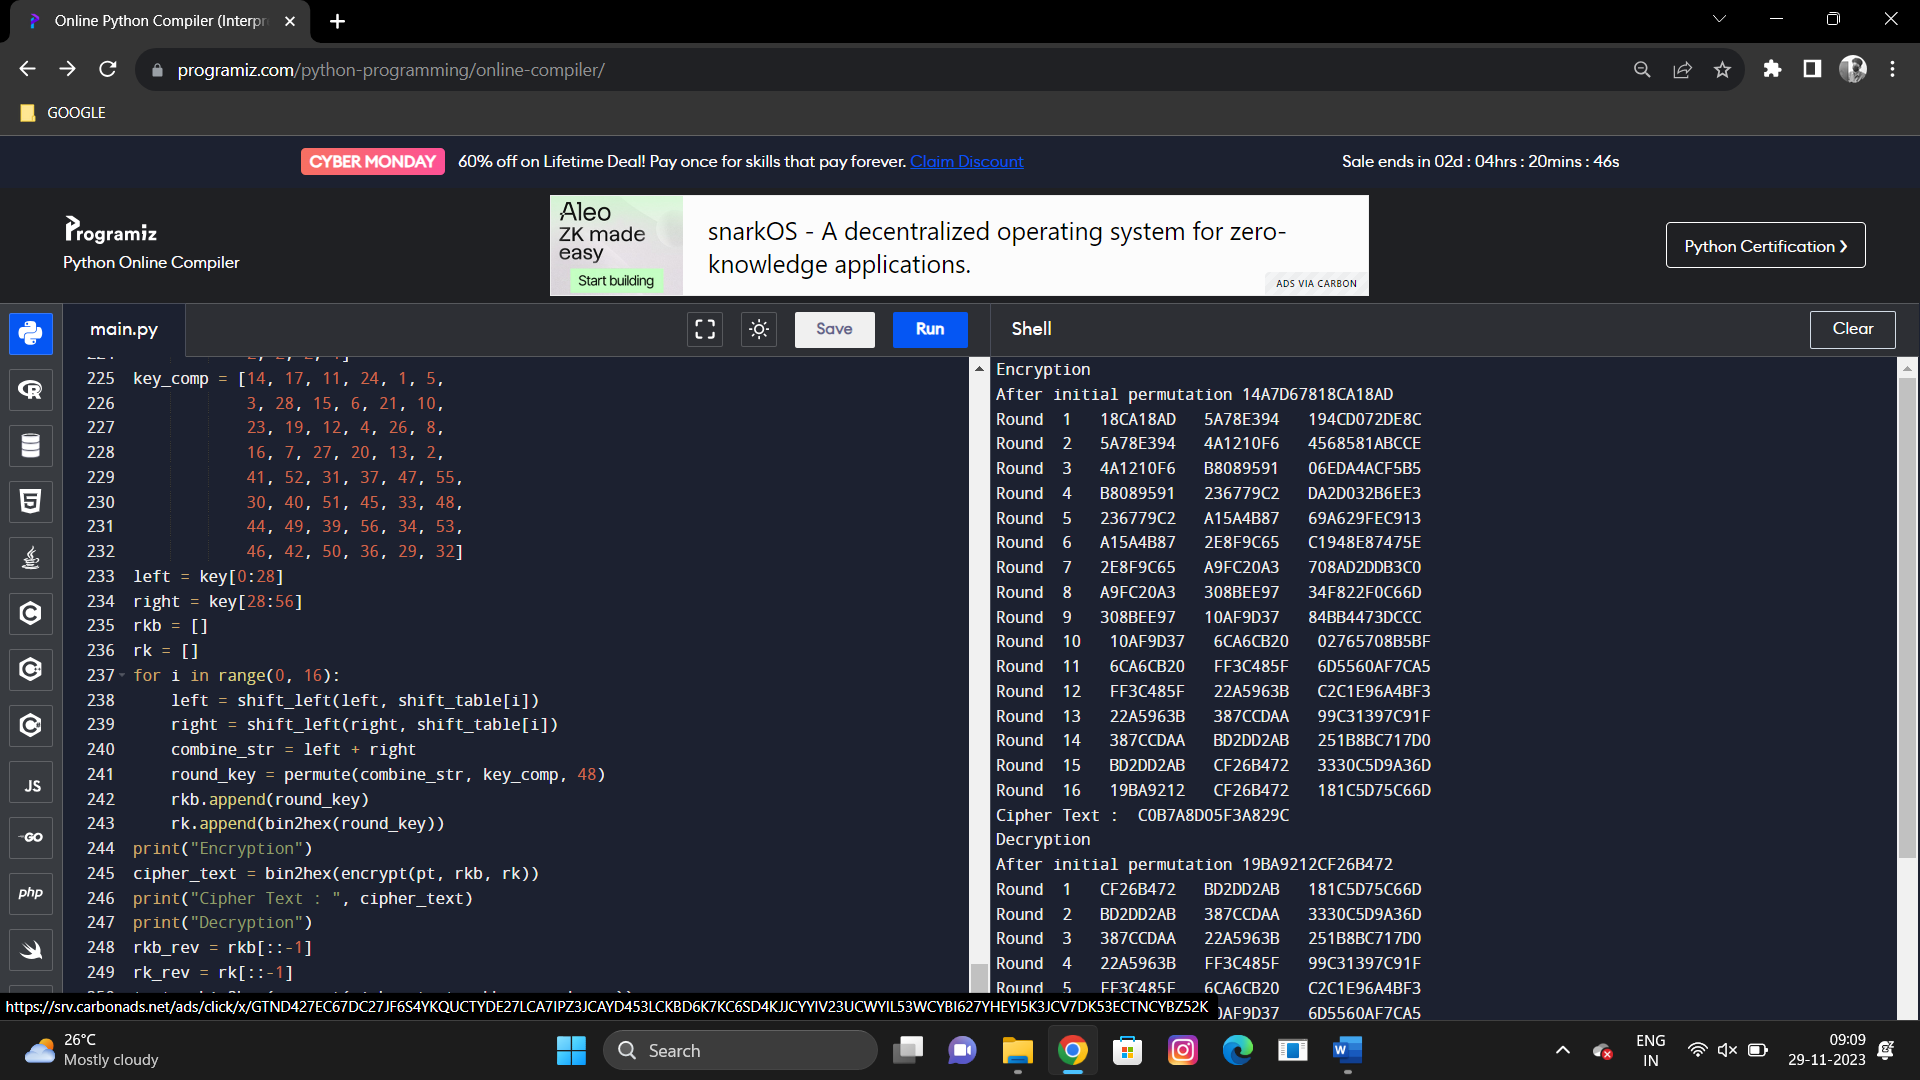 Online Python Compiler (Interpr
programiz.com/python-programming/online-compiler/
GOOGLE
CYBER MONDAY 60% off on Lifetime Deal! Pay once for skills that pay forever. Claim Discount Sale ends in 02d : 04hrs : 20mins : 46s
Programiz
Python Online Compiler
Aleo
ZK made
easy
Start building
snarkOS - A decentralized operating system for zero-
knowledge applications.
ADS VIA CARBON
Python Certification ❯
main.py
Save
Run
Shell
Clear
225 key_comp = [14, 17, 11, 24, 1, 5,
226 3, 28, 15, 6, 21, 10,
227 23, 19, 12, 4, 26, 8,
228 16, 7, 27, 20, 13, 2,
229 41, 52, 31, 37, 47, 55,
230 30, 40, 51, 45, 33, 48,
231 44, 49, 39, 56, 34, 53,
232 46, 42, 50, 36, 29, 32]
233 left = key[0:28]
234 right = key[28:56]
235 rkb = []
236 rk = []
237 for i in range(0, 16):
238 left = shift_left(left, shift_table[i])
239 right = shift_left(right, shift_table[i])
240 combine_str = left + right
241 round_key = permute(combine_str, key_comp, 48)
242 rkb.append(round_key)
243 rk.append(bin2hex(round_key))
244 print("Encryption")
245 cipher_text = bin2hex(encrypt(pt, rkb, rk))
246 print("Cipher Text : ", cipher_text)
247 print("Decryption")
248 rkb_rev = rkb[::-1]
249 rk_rev = rk[::-1]
Encryption
After initial permutation 14A7D67818CA18AD
Round 1 18CA18AD 5A78E394 194CD072DE8C
Round 2 5A78E394 4A1210F6 4568581ABCCE
Round 3 4A1210F6 B8089591 06EDA4ACF5B5
Round 4 B8089591 236779C2 DA2D032B6EE3
Round 5 236779C2 A15A4B87 69A629FEC913
Round 6 A15A4B87 2E8F9C65 C1948E87475E
Round 7 2E8F9C65 A9FC20A3 708AD2DDB3C0
Round 8 A9FC20A3 308BEE97 34F822F0C66D
Round 9 308BEE97 10AF9D37 84BB4473DCCC
Round 10 10AF9D37 6CA6CB20 02765708B5BF
Round 11 6CA6CB20 FF3C485F 6D5560AF7CA5
Round 12 FF3C485F 22A5963B C2C1E96A4BF3
Round 13 22A5963B 387CCDAA 99C31397C91F
Round 14 387CCDAA BD2DD2AB 251B8BC717D0
Round 15 BD2DD2AB CF26B472 3330C5D9A36D
Round 16 19BA9212 CF26B472 181C5D75C66D
Cipher Text : C0B7A8D05F3A829C
Decryption
After initial permutation 19BA9212CF26B472
Round 1 CF26B472 BD2DD2AB 181C5D75C66D
Round 2 BD2DD2AB 387CCDAA 3330C5D9A36D
Round 3 387CCDAA 22A5963B 251B8BC717D0
Round 4 22A5963B FF3C485F 99C31397C91F
Round 5 FF3C485F 6CA6CB20 C2C1E96A4BF3
0AF9D37 6D5560AF7CA5
JS
GO
php
https://srv.carbonads.net/ads/click/x/GTND427EC67DC27JF6S4YKQUCTYDE27LCA7IPZ3JCAYD453LCKBD6K7KC6SD4KJJCYYIV23UCWYIL53WCYBI627YHEYI5K3JCV7DK53ECTNCYBZ52K
26°C
Mostly cloudy
Search
ENG
IN
09:09
29-11-2023